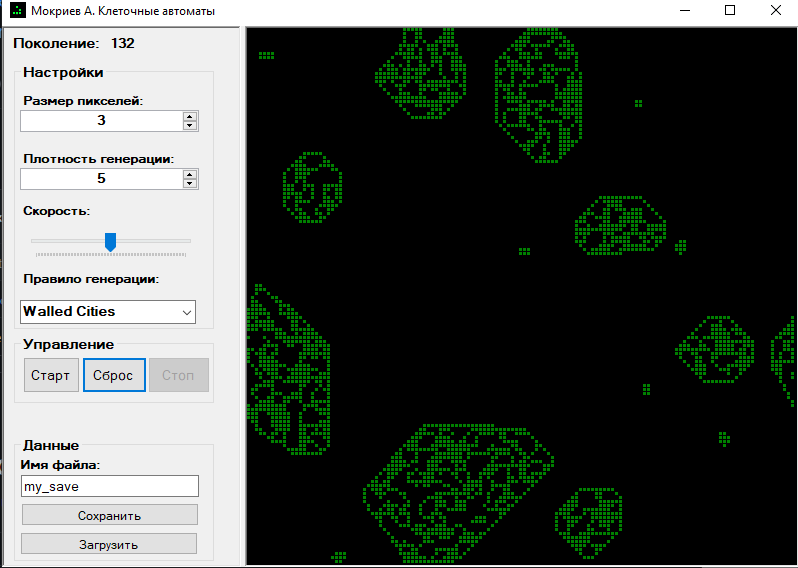 Мокриев А. Клеточные автоматы
Поколение: 132
Настройки
Размер пикселей:
3
Плотность генерации:
5
Скорость:
Правило генерации:
Walled Cities
Управление
Старт Сброс Стоп
Данные
Имя файла:
my_save
Сохранить
Загрузить